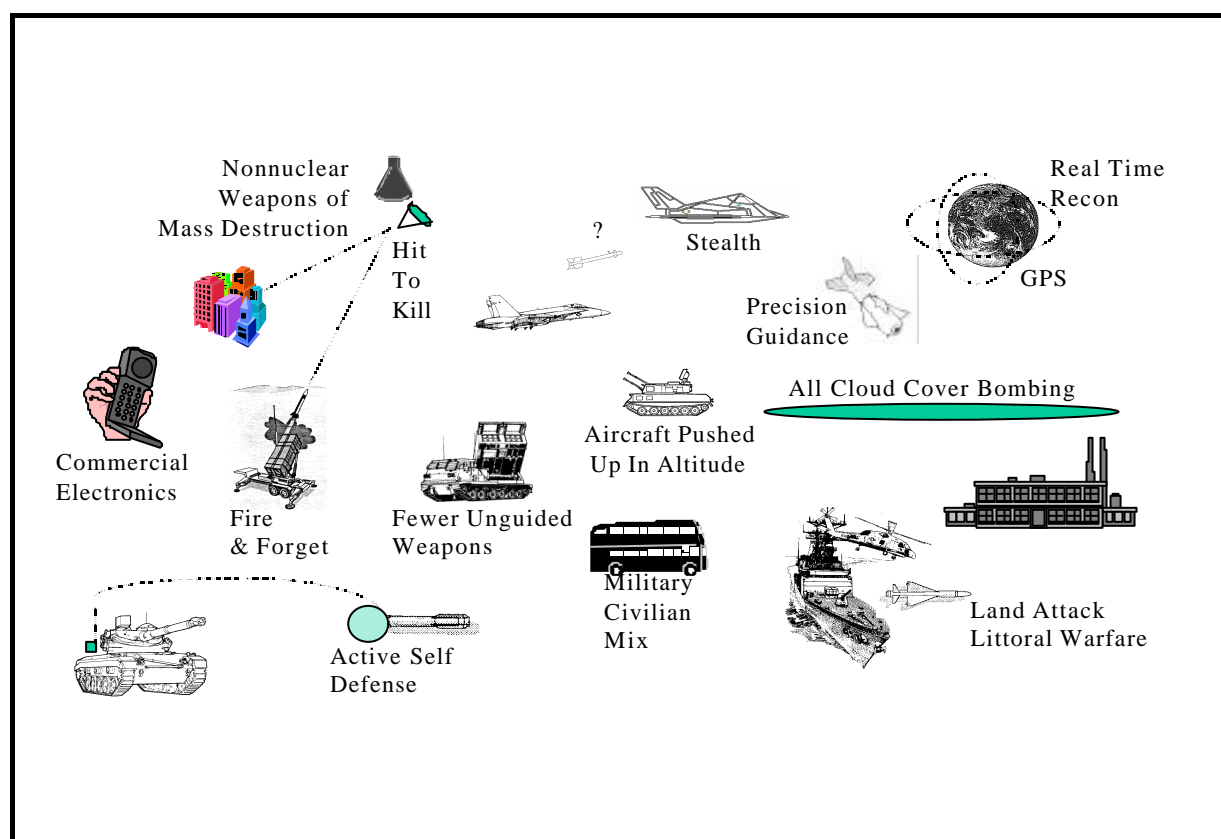 Nonnuclear
Weapons of
Mass Destruction
Hit
To
Kill
?
Stealth
Real Time
Recon
GPS
Precision
Guidance
Commercial
Electronics
Fire
& Forget
Fewer Unguided
Weapons
Aircraft Pushed
Up In Altitude
All Cloud Cover Bombing
Military
Civilian
Mix
Land Attack
Littoral Warfare
Active Self
Defense